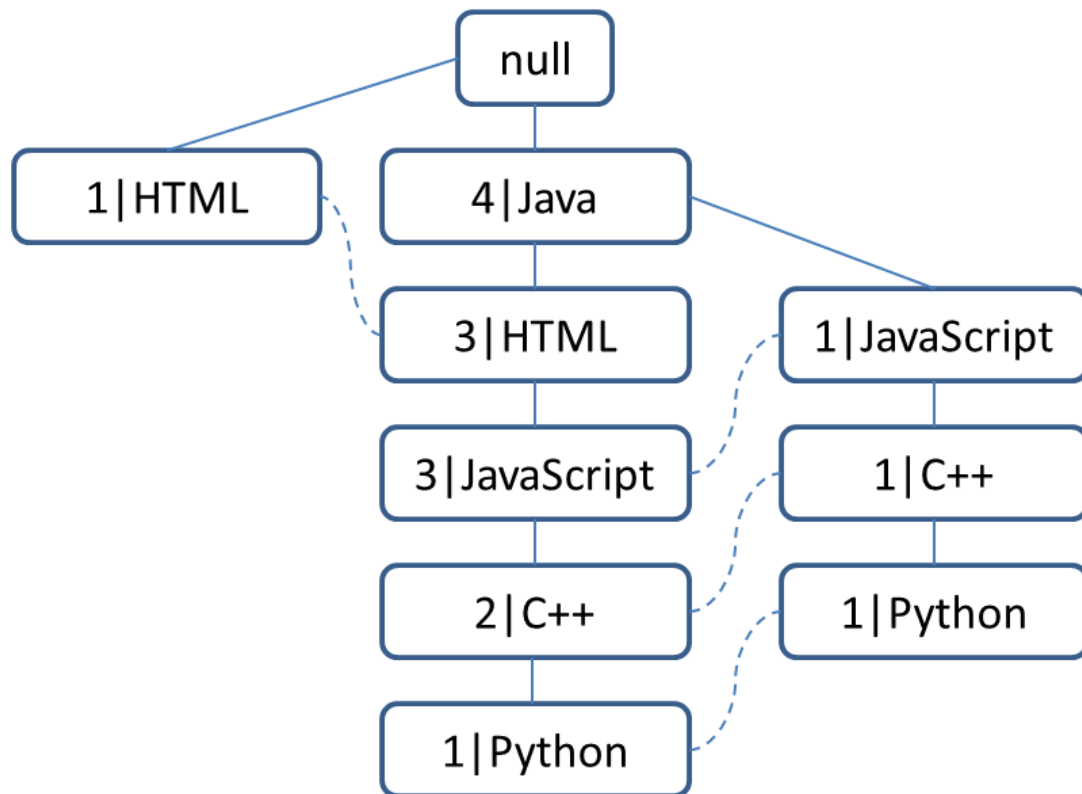 null
1|HTML
4|Java
3|HTML
1|JavaScript
3|JavaScript
1|C++
2|C++
1|Python
1|Python